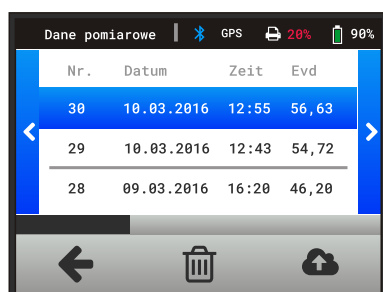 Dane pomiarowe GPS 20% 90%
Nr. Datum Zeit Evd
30 10.03.2016 12:55 56,63
29 10.03.2016 12:43 54,72
28 09.03.2016 16:20 46,20